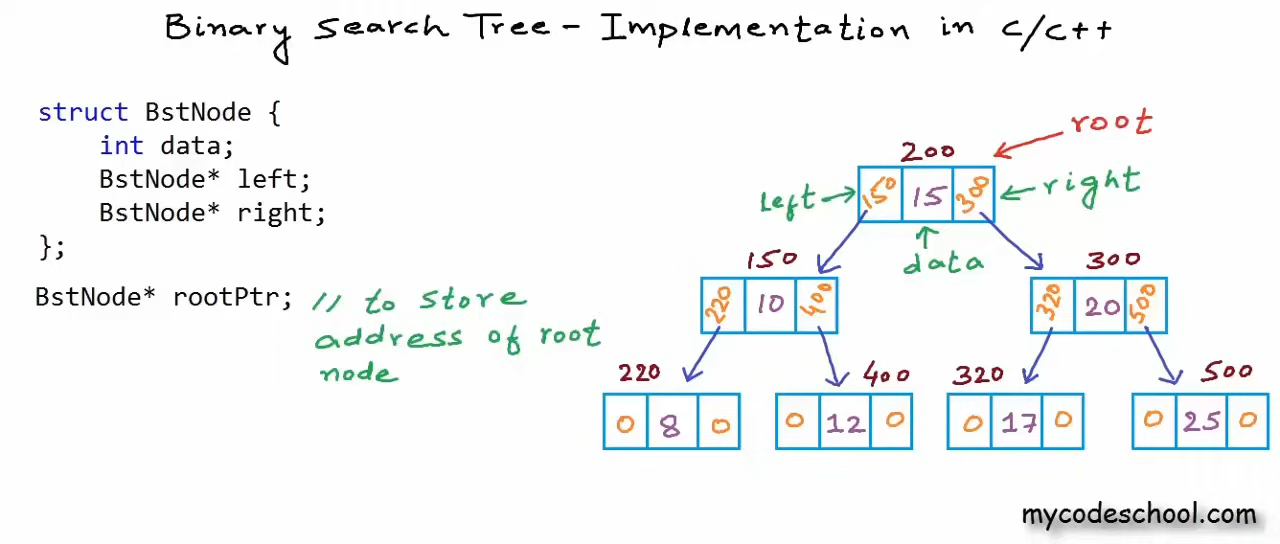 Binary Search Tree - Implementation in C/C++
struct BstNode {
int data;
BstNode* left;
BstNode* right;
};
BstNode* rootPtr; // to store
address of root
node
root
200
left
150 15 300
right
data
150
300
220 10 400
320 20 500
220
400
320
500
0 8 0
0 12 0
0 17 0
0 25 0
mycodeschool.com